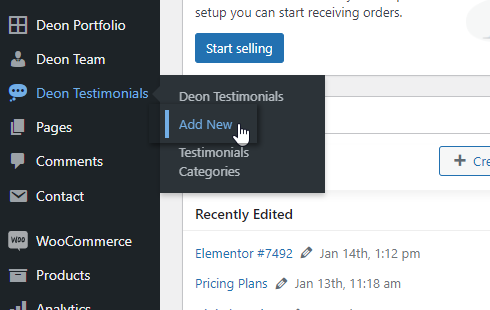 Deon Portfolio
Deon Team
Deon Testimonials
Pages
Comments
Contact
WOO
WooCommerce
Products
Analytics
Deon Testimonials
Add New
Testimonials
Categories
setup you can start receiving orders.
Start selling
Recently Edited
Elementor #7492 Jan 14th, 1:12 pm
Pricing Plans Jan 13th, 11:18 am